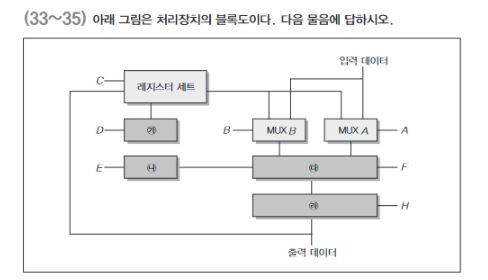 (33~35) 아래 그림은 처리장치의 블록도이다. 다음 물음에 답하시오.
입력 데이터
C
레지스터 세트
D ㉮ B MUX B MUX A A
E ㉯ ㉰ F
㉱ H
출력 데이터